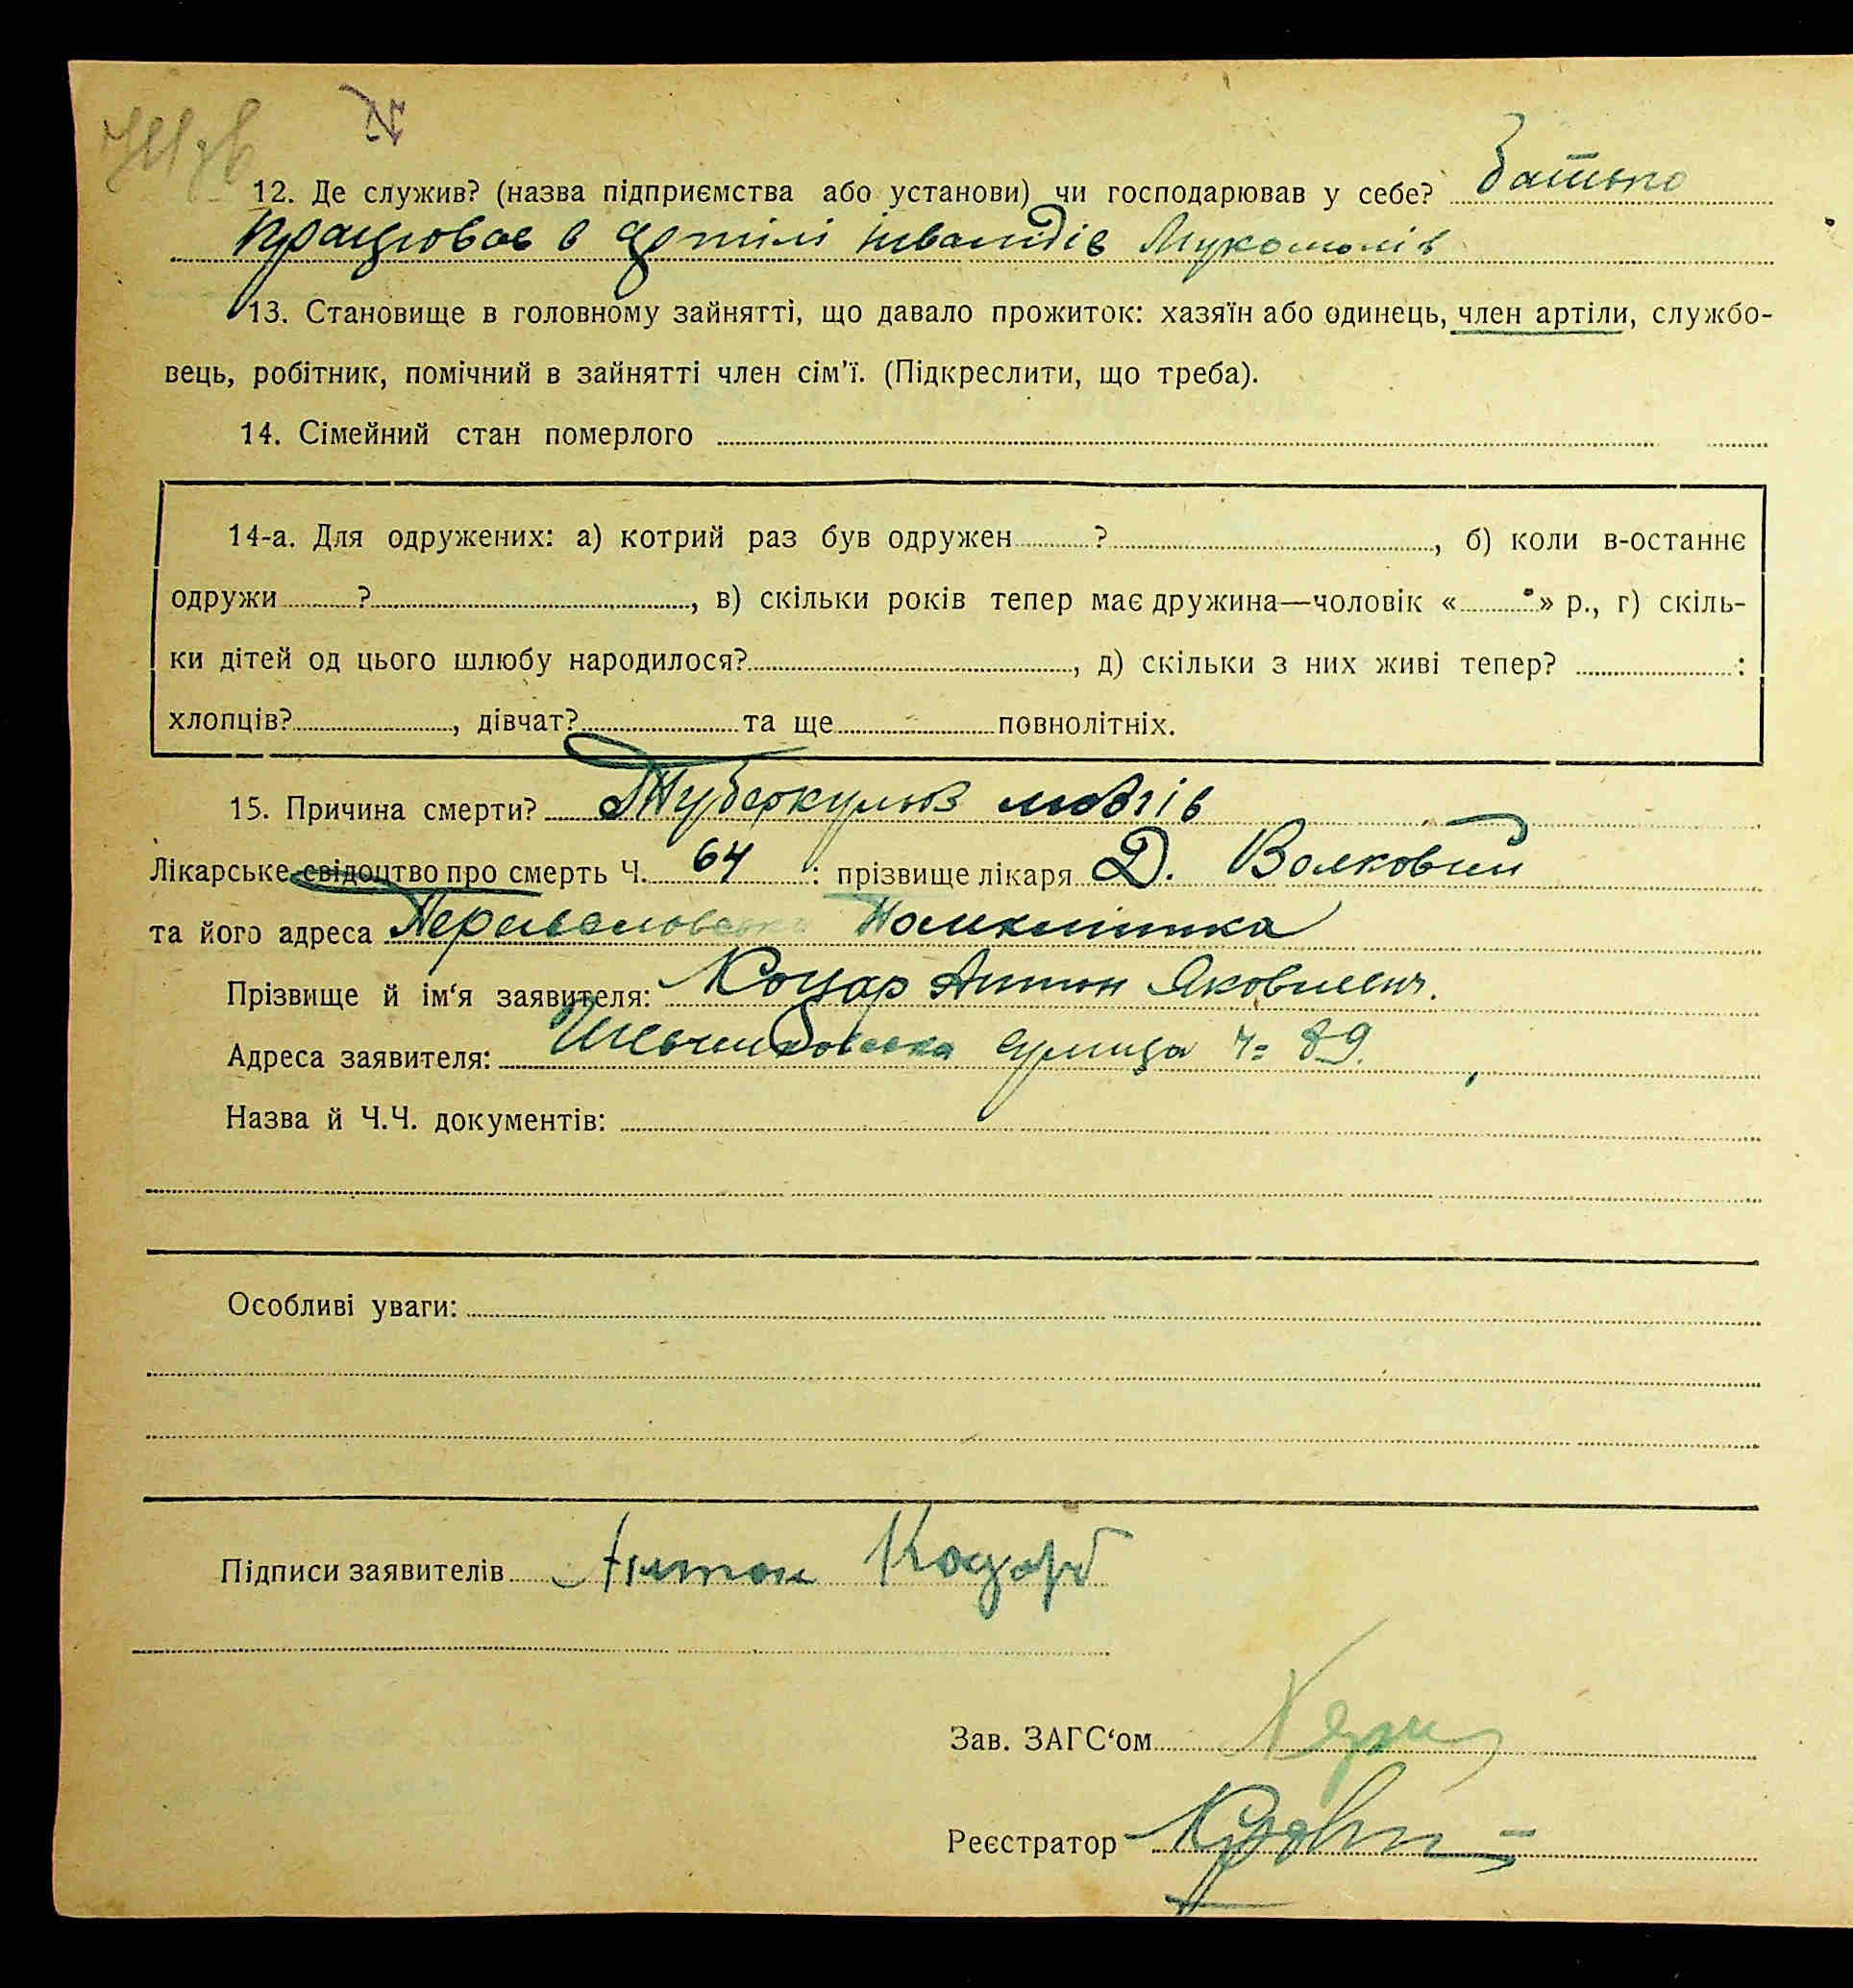 12. Де служив? (назва підприємства або установи) чи господарював у себе? Батько
працював в артілі інвалідів Мукомолів
13. Становище в головному зайнятті, що давало прожиток: хазяїн або одинець, член артіли, службо-
вець, робітник, помічний в зайнятті член сім'ї. (Підкреслити, що треба).
14. Сімейний стан померлого
14-а. Для одружених: а) котрий раз був одружен ? , б) коли в-останнє
одружи ? , в) скільки років тепер має дружина—чоловік « » р., г) скіль-
ки дітей од цього шлюбу народилося? , д) скільки з них живі тепер? :
хлопців? , дівчат? та ще повнолітніх.
15. Причина смерти? Туберкульоз
Лікарське свідоцтво про смерть Ч. 64 : прізвище лікаря Д. Волковий
та його адреса
Прізвище й ім'я заявителя: Коцар Антон Якович.
Адреса заявителя: улица ч= 89.
Назва й Ч.Ч. документів:
Особливі уваги:
Підписи заявителів Антон Коцарь
Зав. ЗАГС'ом
Реєстратор